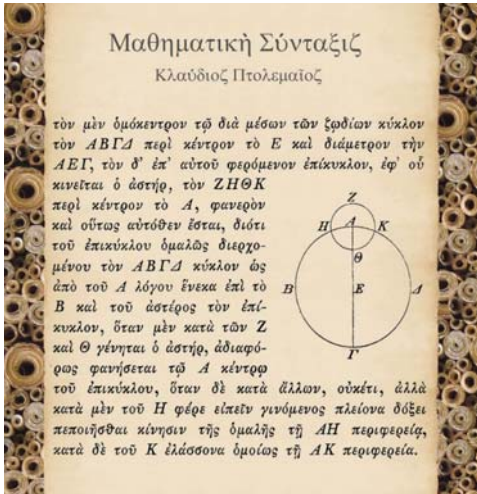 Μαθηματικὴ Σύνταξιζ
Κλαύδιοζ Πτολεμαῖοζ
τὸν μὲν ὁμόκεντρον τῷ διὰ μέσων τῶν ζῳδίων κύκλον
τὸν ΑΒΓΔ περὶ κέντρον τὸ Ε καὶ διάμετρον τὴν
ΑΕΓ, τὸν δ' ἐπ' αὐτοῦ φερόμενον ἐπίκυκλον, ἐφ' οὗ
κινεῖται ὁ ἀστήρ, τὸν ΖΗΘΚ
περὶ κέντρον τὸ Α, φανερὸν
καὶ οὕτως αὐτόθεν ἔσται, διότι
τοῦ ἐπικύκλου ὁμαλῶς διερχο-
μένου τὸν ΑΒΓΔ κύκλον ὡς
ἀπὸ τοῦ Α λόγου ἕνεκα ἐπὶ τὸ
Β καὶ τοῦ ἀστέρος τὸν ἐπί-
κυκλον, ὅταν μὲν κατὰ τῶν Ζ
καὶ Θ γένηται ὁ ἀστήρ, ἀδιαφό-
ρως φανήσεται τῷ Α κέντρῳ
τοῦ ἐπικύκλου, ὅταν δὲ κατὰ ἄλλων, οὐκέτι, ἀλλὰ
κατὰ μὲν τοῦ Η φέρε εἰπεῖν γινόμενος πλείονα δόξει
πεποιῆσθαι κίνησιν τῆς ὁμαλῆς τῇ ΑΗ περιφερείᾳ,
κατὰ δὲ τοῦ Κ ἐλάσσονα ὁμοίως τῇ ΑΚ περιφερείᾳ.
Ζ
Η Α Κ
Θ
Β Ε Δ
Γ